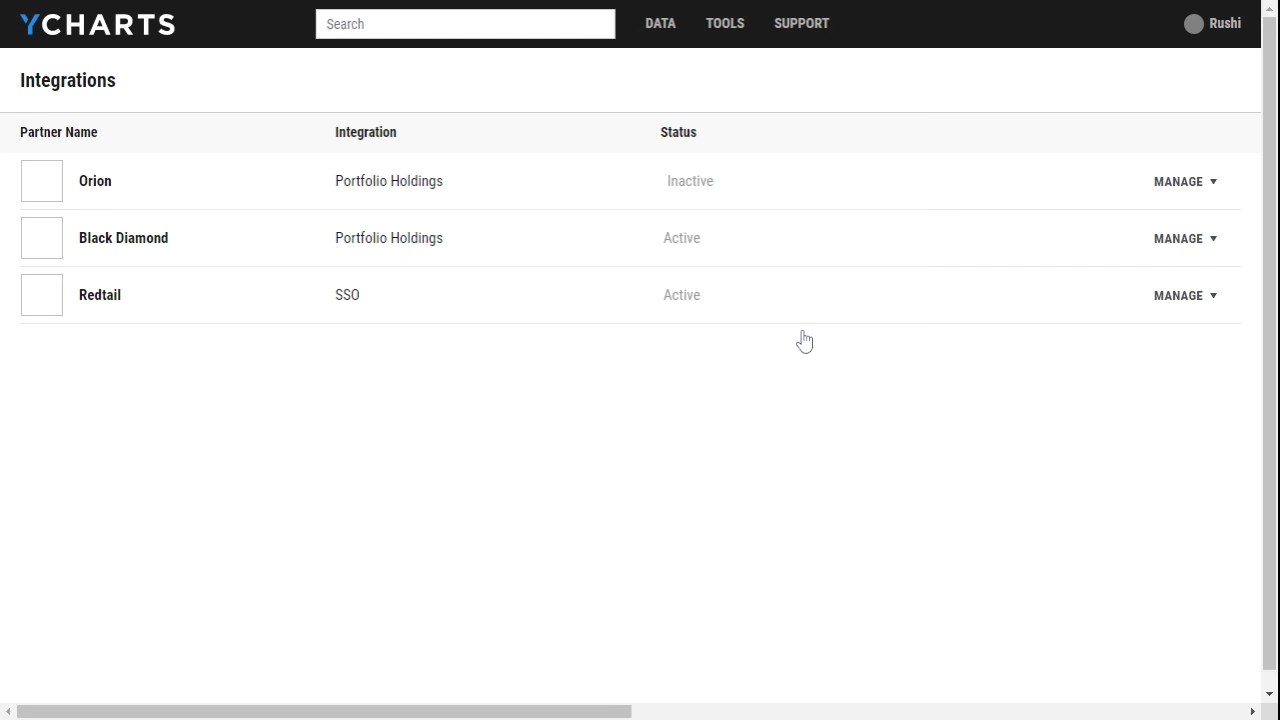 YCHARTS Search DATA TOOLS SUPPORT Rushi
Integrations
Partner Name Integration Status
Orion Portfolio Holdings Inactive MANAGE
Black Diamond Portfolio Holdings Active MANAGE
Redtail SSO Active MANAGE